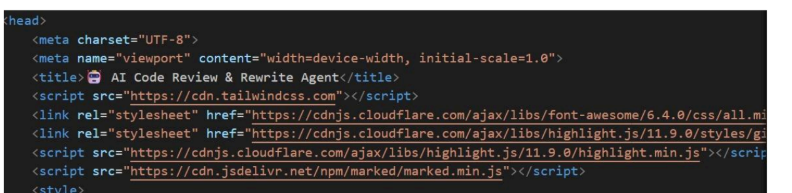 <head>
<meta charset="UTF-8">
<meta name="viewport" content="width=device-width, initial-scale=1.0">
<title>🤖 AI Code Review & Rewrite Agent</title>
<script src="https://cdn.tailwindcss.com"></script>
<link rel="stylesheet" href="https://cdnjs.cloudflare.com/ajax/libs/font-awesome/6.4.0/css/all.mi
<link rel="stylesheet" href="https://cdnjs.cloudflare.com/ajax/libs/highlight.js/11.9.0/styles/gi
<script src="https://cdnjs.cloudflare.com/ajax/libs/highlight.js/11.9.0/highlight.min.js"></scrip
<script src="https://cdn.jsdelivr.net/npm/marked/marked.min.js"></script>
<style>